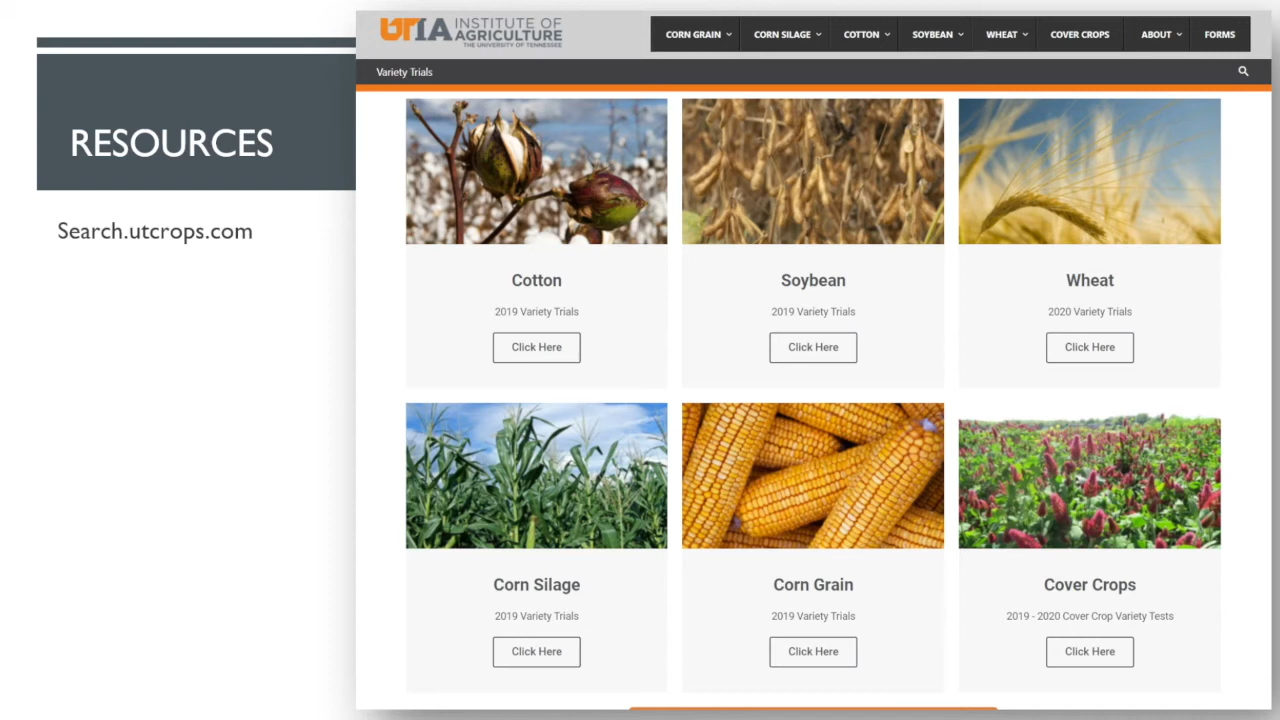 RESOURCES
Search.utcrops.com
UTIA INSTITUTE OF
AGRICULTURE
THE UNIVERSITY OF TENNESSEE
CORN GRAIN CORN SILAGE COTTON SOYBEAN WHEAT COVER CROPS ABOUT FORMS
Variety Trials
Cotton
2019 Variety Trials
Click Here
Soybean
2019 Variety Trials
Click Here
Wheat
2020 Variety Trials
Click Here
Corn Silage
2019 Variety Trials
Click Here
Corn Grain
2019 Variety Trials
Click Here
Cover Crops
2019 - 2020 Cover Crop Variety Tests
Click Here